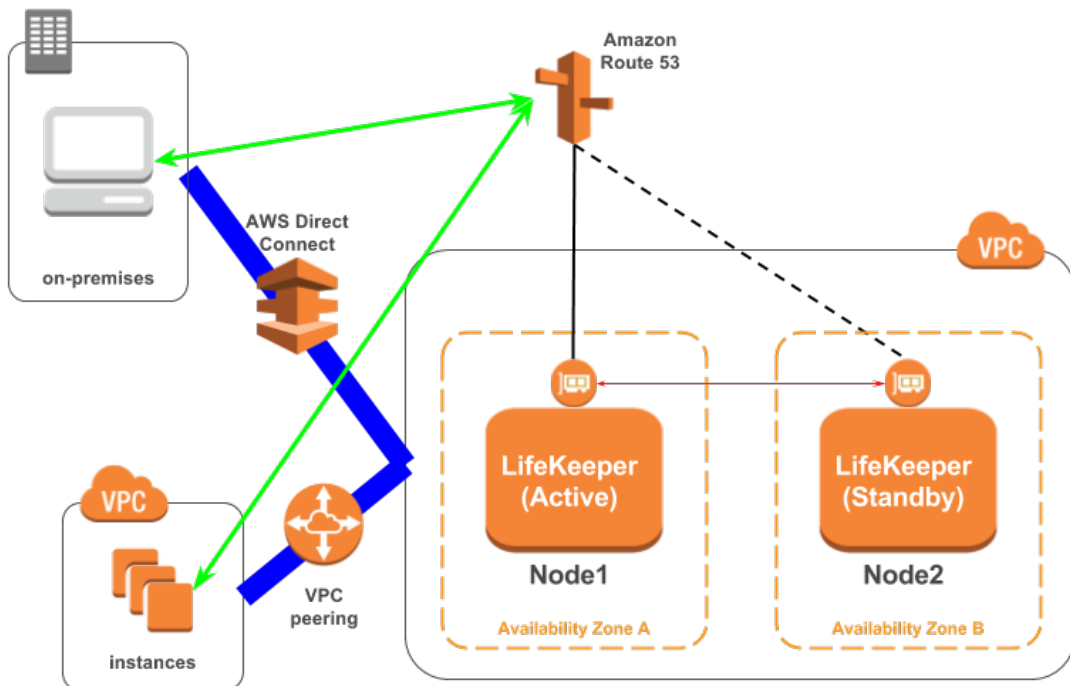 Amazon
Route 53
on-premises
AWS Direct
Connect
VPC
LifeKeeper
(Active)
LifeKeeper
(Standby)
Node1
Node2
Availability Zone A
Availability Zone B
VPC
VPC
peering
instances